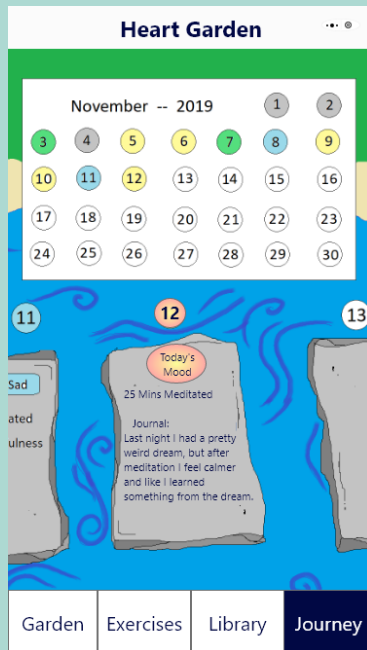 Heart Garden
November -- 2019
1 2
3 4 5 6 7 8 9
10 11 12 13 14 15 16
17 18 19 20 21 22 23
24 25 26 27 28 29 30
11 12 13
Sad
ated
ulness
Today's
Mood
25 Mins Meditated
Journal:
Last night I had a pretty
weird dream, but after
meditation I feel calmer
and like I learned
something from the dream.
Garden Exercises Library Journey